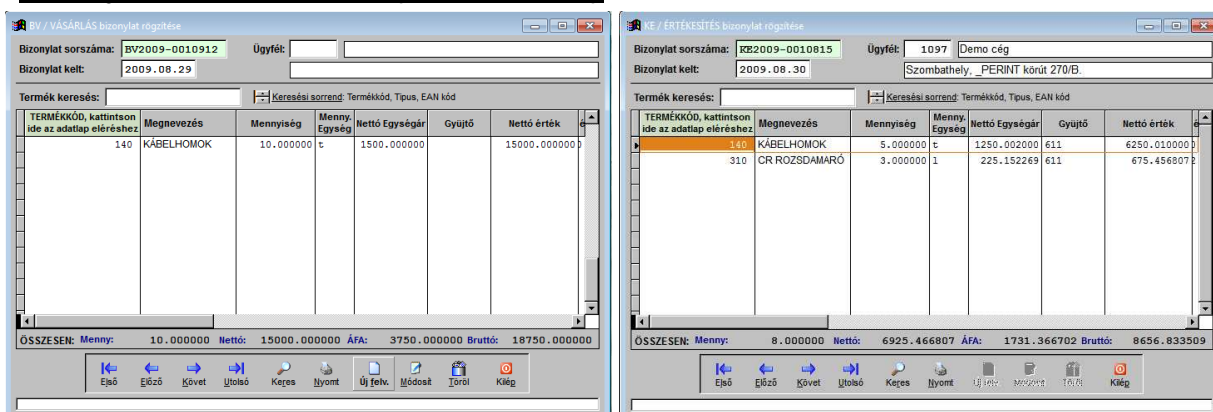 BV / VÁSÁRLÁS bizonylat rögzítése
Bizonylat sorszáma: BV2009-0010912 Ügyfél:
Bizonylat kelt: 2009.08.29
Termék keresés: Keresési sorrend: Termékkód, Tipus, EAN kód
TERMÉKKÓD, kattintson ide az adatlap eléréshez Megnevezés Mennyiség Menny. Egység Nettó Egységár Gyüjtő Nettó érték
140 KÁBELHOMOK 10.000000 t 1500.000000 15000.000000
ÖSSZESEN: Menny: 10.000000 Nettó: 15000.000000 ÁFA: 3750.000000 Bruttó: 18750.000000
Első Előző Követ Utolsó Keres Nyomt Új felv. Módosít Töröl Kilép
KE / ÉRTÉKESÍTÉS bizonylat rögzítése
Bizonylat sorszáma: KE2009-0010815 Ügyfél: 1097 Demo cég
Bizonylat kelt: 2009.08.30 Szombathely, _PERINT körút 270/B.
Termék keresés: Keresési sorrend: Termékkód, Tipus, EAN kód
TERMÉKKÓD, kattintson ide az adatlap eléréshez Megnevezés Mennyiség Menny. Egység Nettó Egységár Gyüjtő Nettó érték
140 KÁBELHOMOK 5.000000 t 1250.002000 611 6250.010000
310 CR ROZSDAMARÓ 3.000000 l 225.152269 611 675.456807
ÖSSZESEN: Menny: 8.000000 Nettó: 6925.466807 ÁFA: 1731.366702 Bruttó: 8656.833509
Első Előző Követ Utolsó Keres Nyomt Új felv. Módosít Töröl Kilép